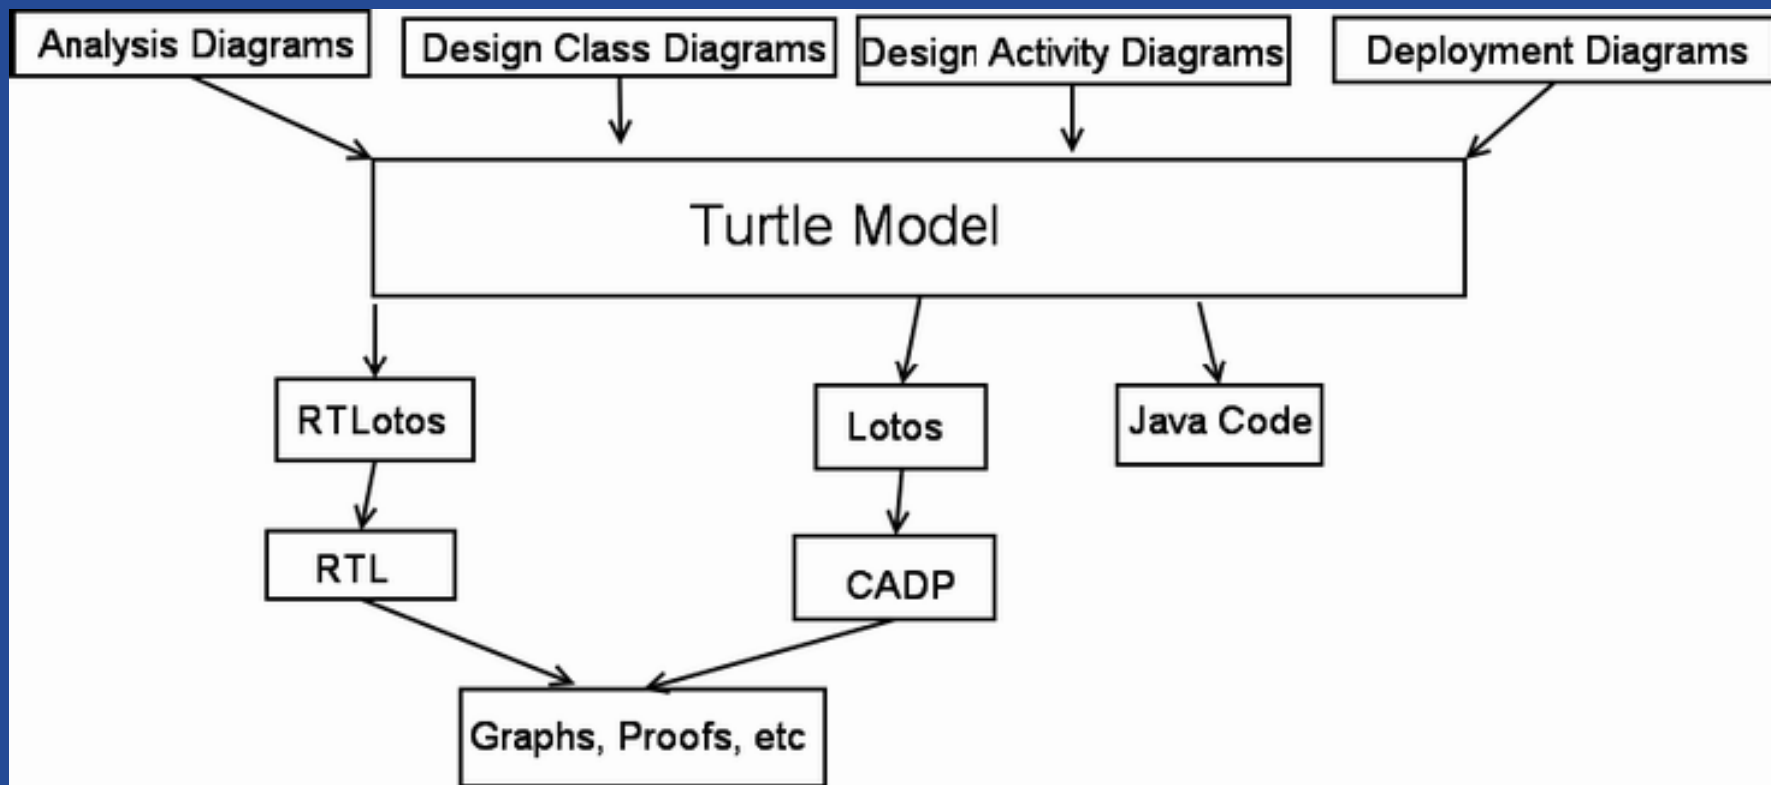 Analysis Diagrams
Design Class Diagrams
Design Activity Diagrams
Deployment Diagrams
Turtle Model
RTLotos
Lotos
Java Code
RTL
CADP
Graphs, Proofs, etc